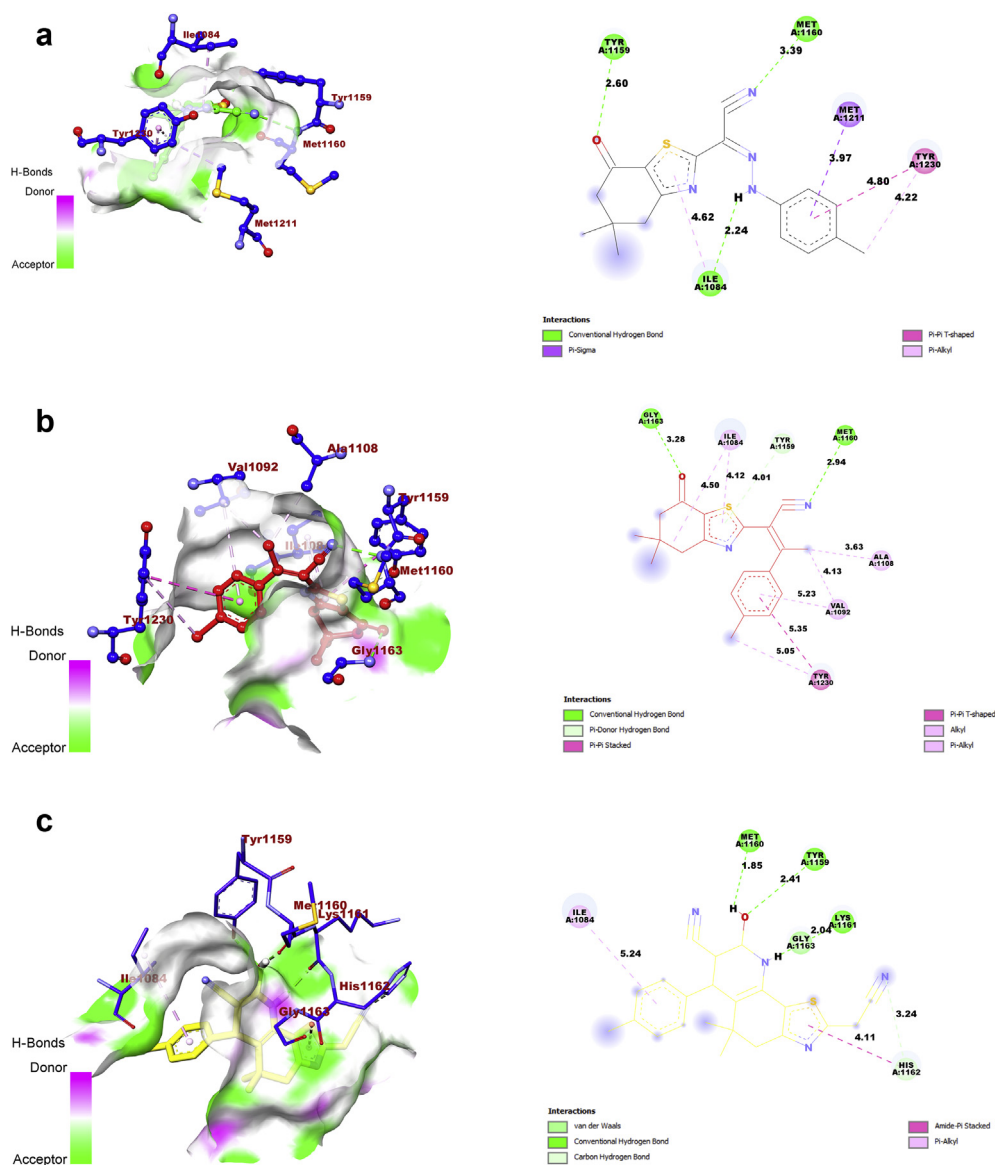 a
Ile1084
Tyr1159
Met1160
Met1211
H-Bonds
Donor
Acceptor
TYR
A:1159
2.60
MET
A:1160
3.39
O
S
N
N
N
N
H
MET
A:1211
3.97
TYR
A:1230
4.80
4.22
4.62
2.24
ILE
A:1084
Interactions
Conventional Hydrogen Bond
Pi-Sigma
Pi-Pi T-shaped
Pi-Alkyl
b
Val1092
Ala1108
Tyr1159
Met1160
Tyr1230
Gly1163
H-Bonds
Donor
Acceptor
GLY
A:1163
3.28
ILE
A:1084
4.50
4.12
TYR
A:1159
4.01
MET
A:1160
2.94
O
S
N
N
3.63
ALA
A:1108
4.13
5.23
VAL
A:1092
5.35
5.05
TYR
A:1230
Interactions
Conventional Hydrogen Bond
Pi-Donor Hydrogen Bond
Pi-Pi Stacked
Pi-Pi T-shaped
Alkyl
Pi-Alkyl
c
Tyr1159
Met1160
Lys1161
Ile1084
His1162
Gly1163
H-Bonds
Donor
Acceptor
MET
A:1160
1.85
TYR
A:1159
2.41
ILE
A:1084
5.24
H
O
N
GLY
A:1163
LYS
A:1161
2.04
N
H
S
N
N
3.24
4.11
HIS
A:1162
Interactions
van der Waals
Conventional Hydrogen Bond
Carbon Hydrogen Bond
Amide-Pi Stacked
Pi-Alkyl